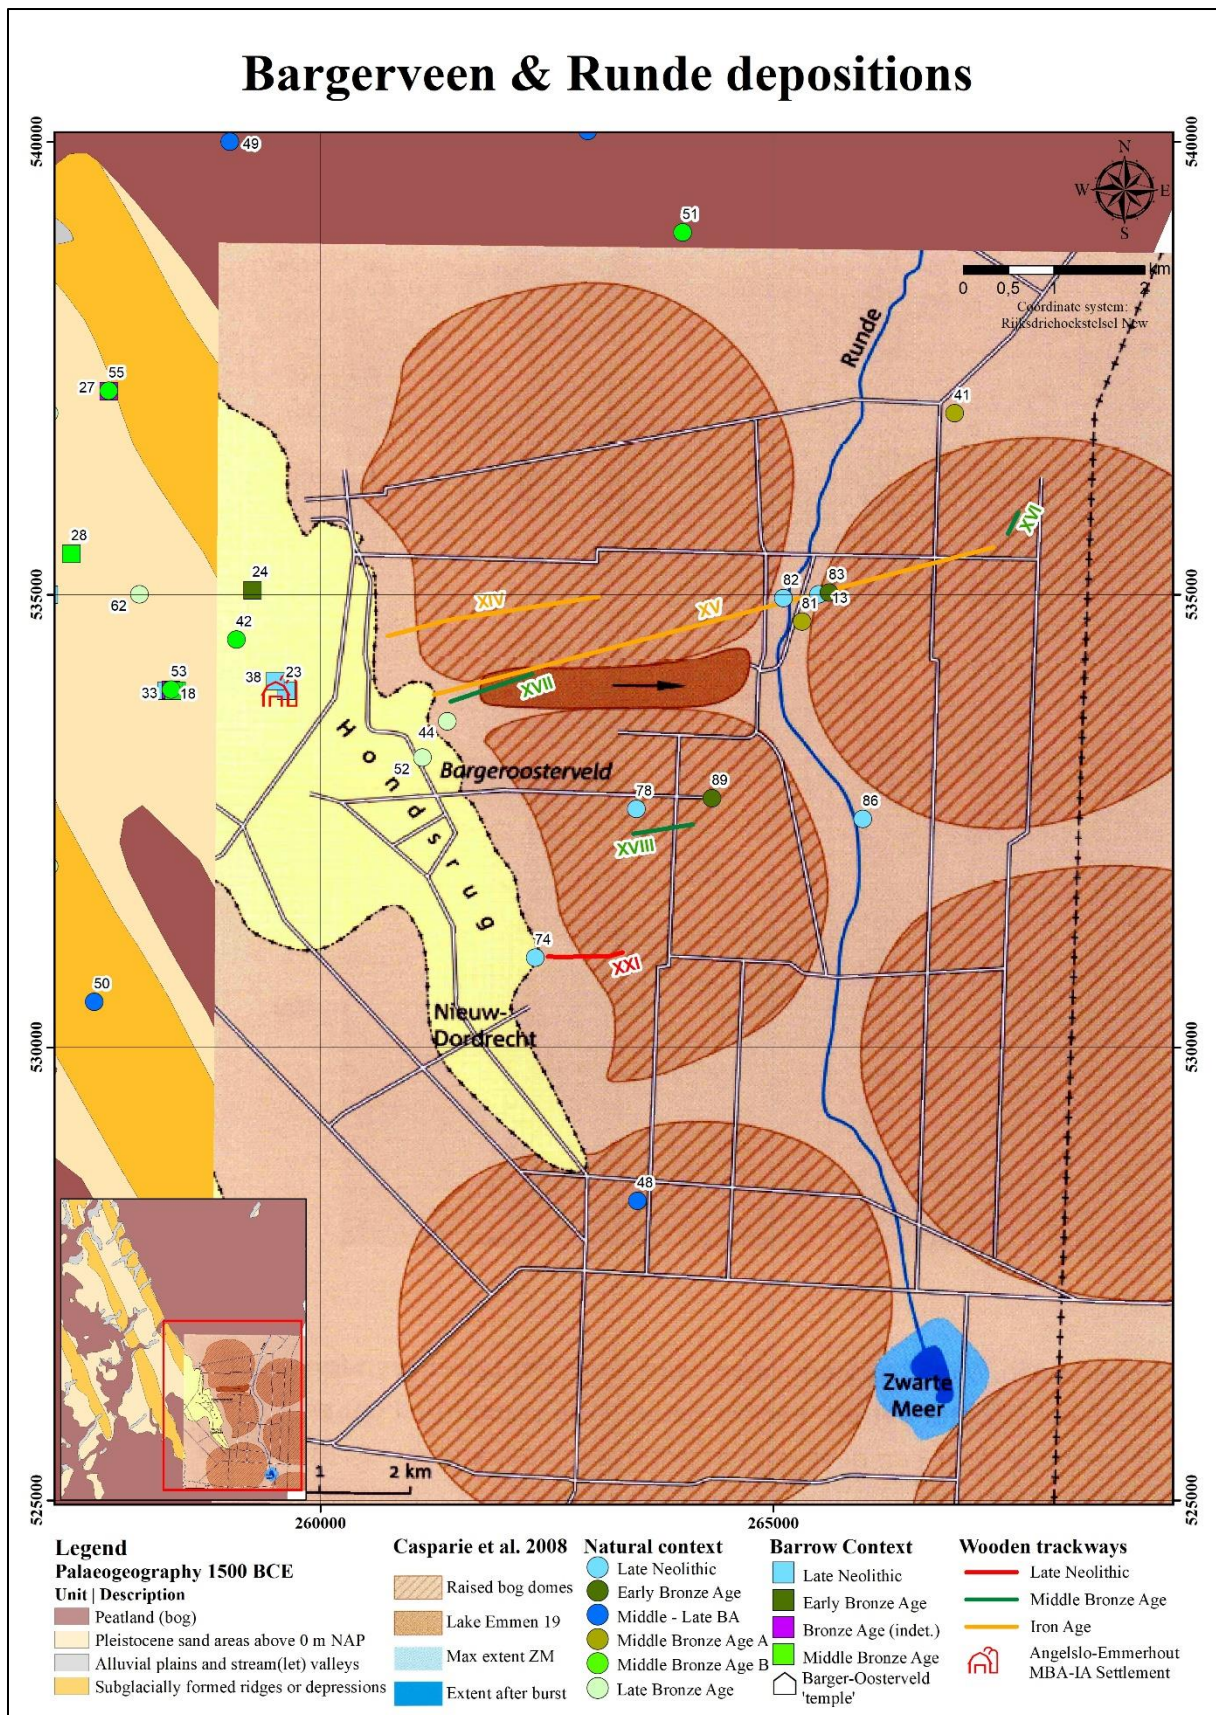 Bargerveen & Runde depositions
540000
540000
49
51
N
W
E
S
km
0
0,5
1
2
Coördinate system:
Rijksdriehoekstelsel New
Runde
27
55
41
28
XVI
24
62
42
82
83
13
81
535000
535000
XIV
XV
53
33
18
38
23
XVII
44
52
Hondsrug
Bargeroosterveld
78
89
86
XVIII
74
XXI
50
Nieuw-
Dordrecht
530000
530000
48
Zwarte
Meer
1
2 km
525000
525000
260000
265000
Legend
Palaeogeography 1500 BCE
Unit | Description
Peatland (bog)
Pleistocene sand areas above 0 m NAP
Alluvial plains and stream(let) valleys
Subglacially formed ridges or depressions
Casparie et al. 2008
Raised bog domes
Lake Emmen 19
Max extent ZM
Extent after burst
Natural context
Late Neolithic
Early Bronze Age
Middle - Late BA
Middle Bronze Age A
Middle Bronze Age B
Late Bronze Age
Barrow Context
Late Neolithic
Early Bronze Age
Bronze Age (indet.)
Middle Bronze Age
Barger-Oosterveld
'temple'
Wooden trackways
Late Neolithic
Middle Bronze Age
Iron Age
Angelslo-Emmerhout
MBA-IA Settlement